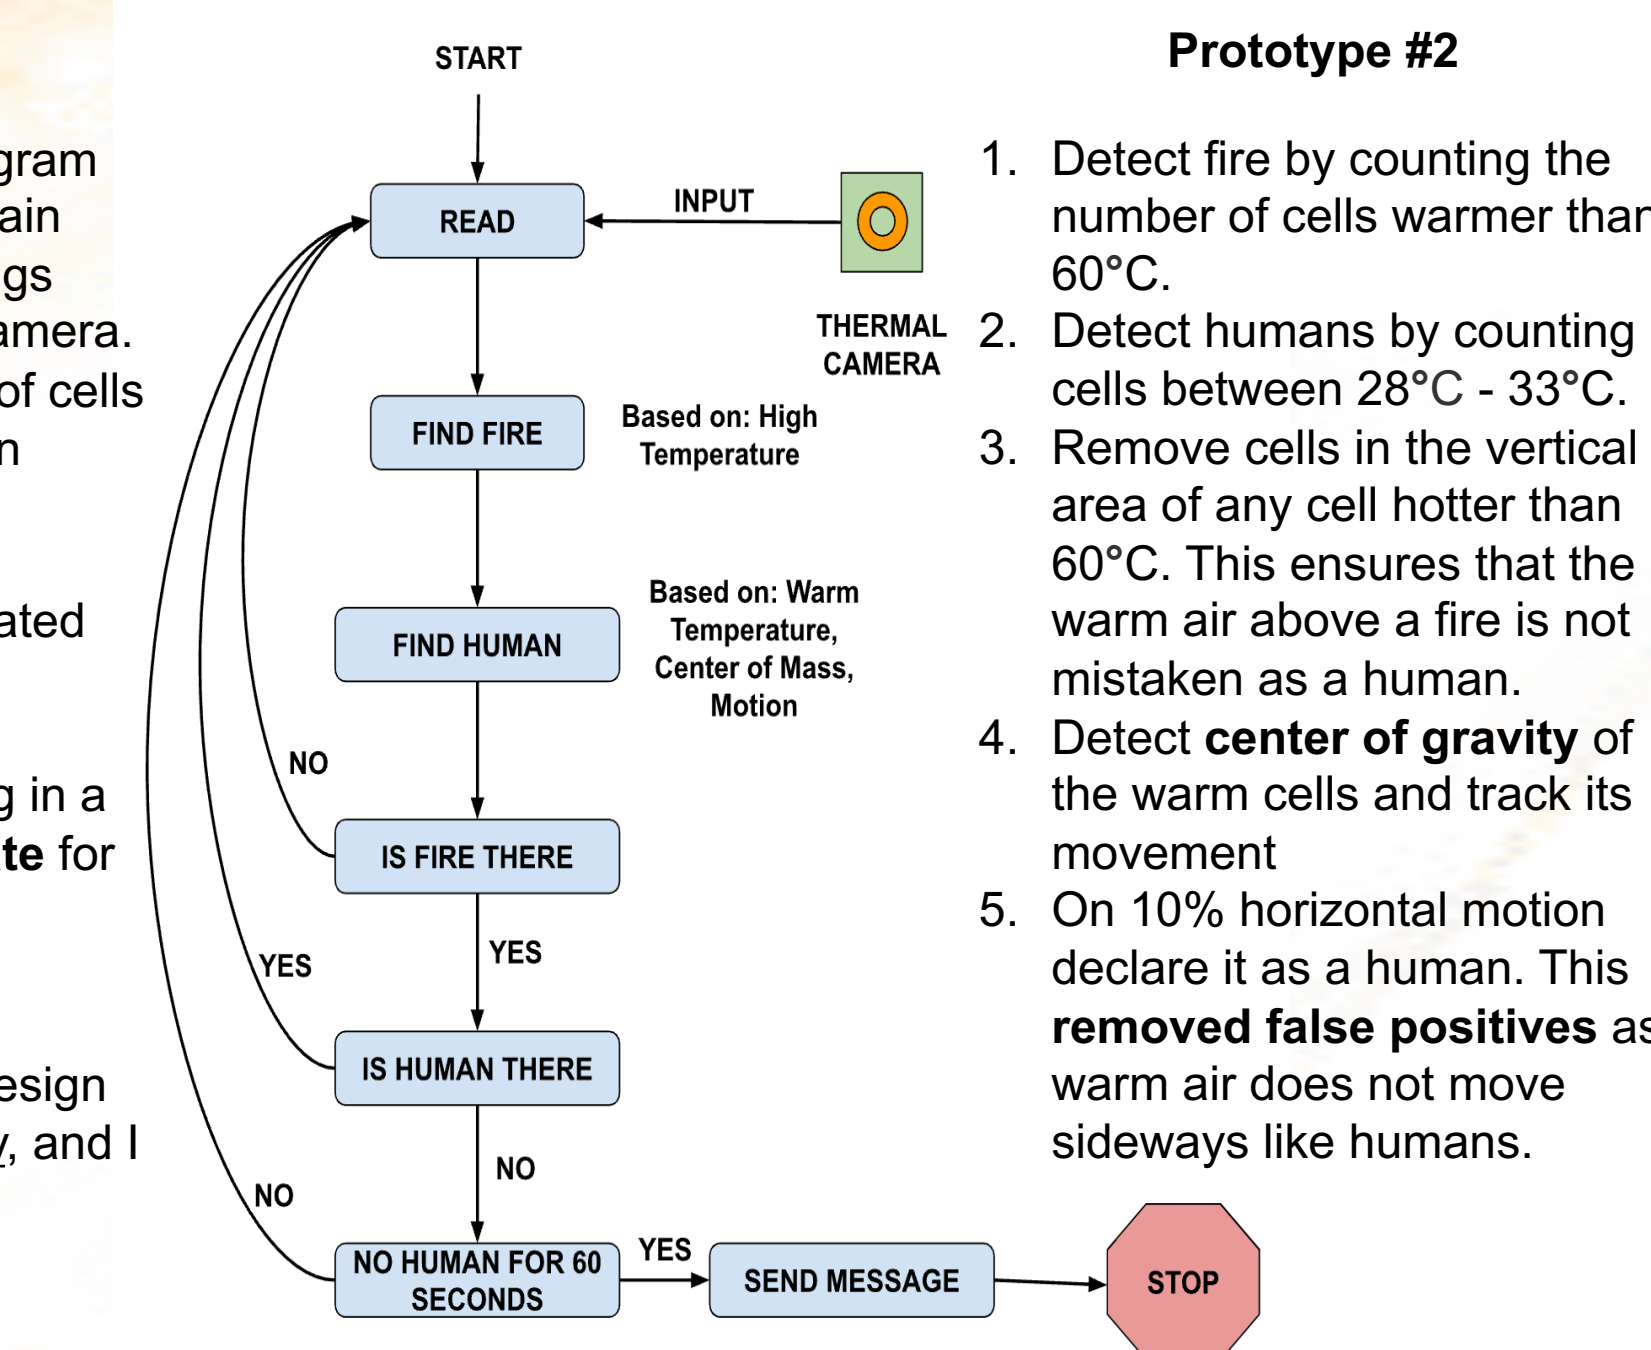 gram
ain
gs
amera.
of cells
n
ated
g in a
te for
esign
y, and I
START
READ
INPUT
THERMAL
CAMERA
FIND FIRE
Based on: High
Temperature
FIND HUMAN
Based on: Warm
Temperature,
Center of Mass,
Motion
NO
IS FIRE THERE
YES
YES
IS HUMAN THERE
NO
NO
NO HUMAN FOR 60
SECONDS
YES
SEND MESSAGE
STOP
Prototype #2
1. Detect fire by counting the
number of cells warmer than
60°C.
2. Detect humans by counting
cells between 28°C - 33°C.
3. Remove cells in the vertical
area of any cell hotter than
60°C. This ensures that the
warm air above a fire is not
mistaken as a human.
4. Detect center of gravity of
the warm cells and track its
movement
5. On 10% horizontal motion
declare it as a human. This
removed false positives as
warm air does not move
sideways like humans.